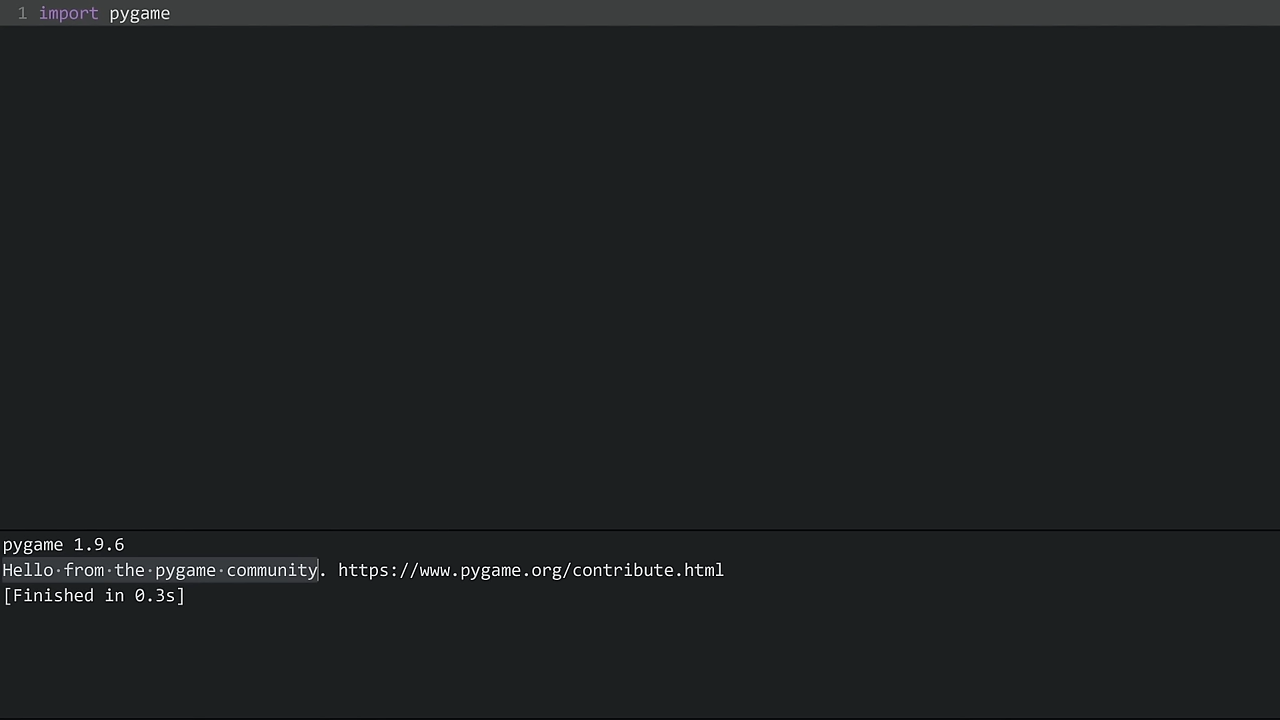 1 import pygame
pygame 1.9.6
Hello·from·the·pygame·community. https://www.pygame.org/contribute.html
[Finished in 0.3s]